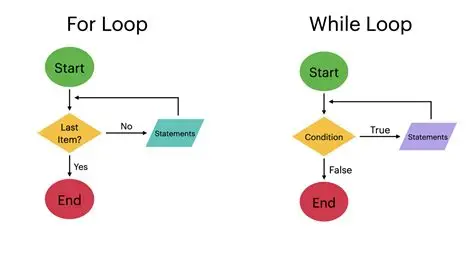 For Loop
Start
Last
Item?
No
Statements
Yes
End
While Loop
Start
Condition
True
Statements
False
End